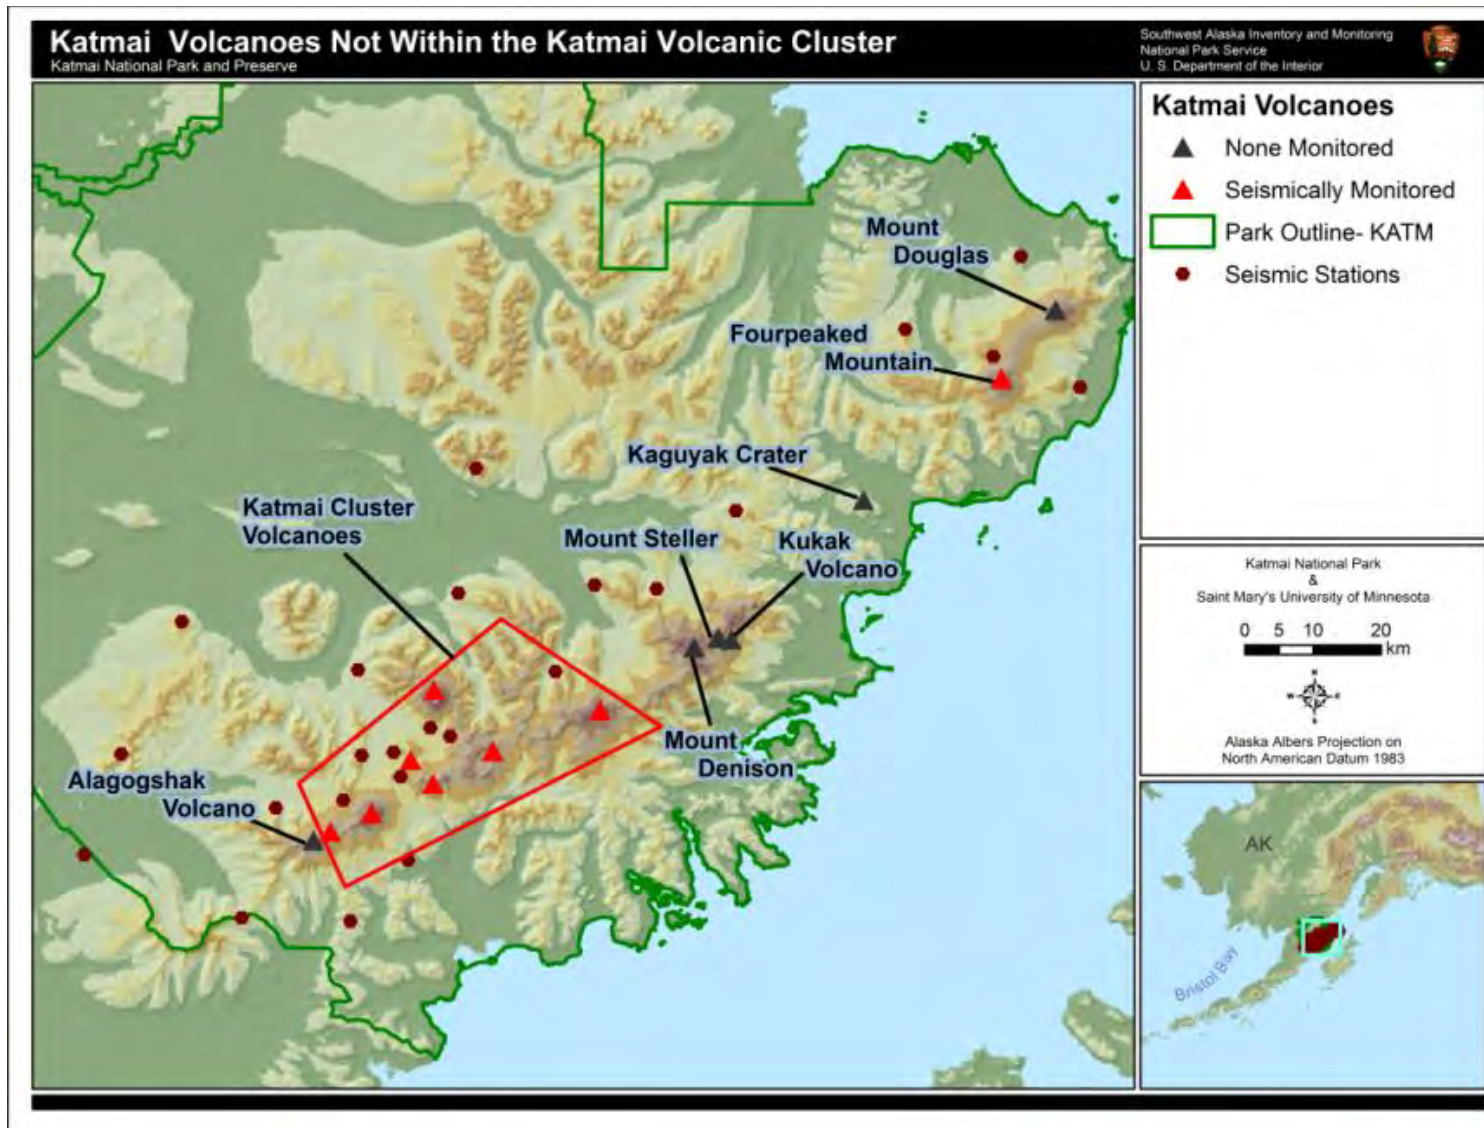 Katmai  Volcanoes Not Within the Katmai Volcanic Cluster
Katmai National Park and Preserve
Southwest Alaska Inventory and Monitoring
National Park Service
U. S. Department of the Interior
Katmai Volcanoes
None Monitored
Seismically Monitored
Park Outline- KATM
Seismic Stations
Mount
Douglas
Fourpeaked
Mountain
Kaguyak Crater
Katmai Cluster
Volcanoes
Mount Steller
Kukak
Volcano
Mount
Denison
Alagogshak
Volcano
Katmai National Park
&
Saint Mary's University of Minnesota
0 5 10 20
km
N
W E
S
Alaska Albers Projection on
North American Datum 1983
AK
Bristol Bay